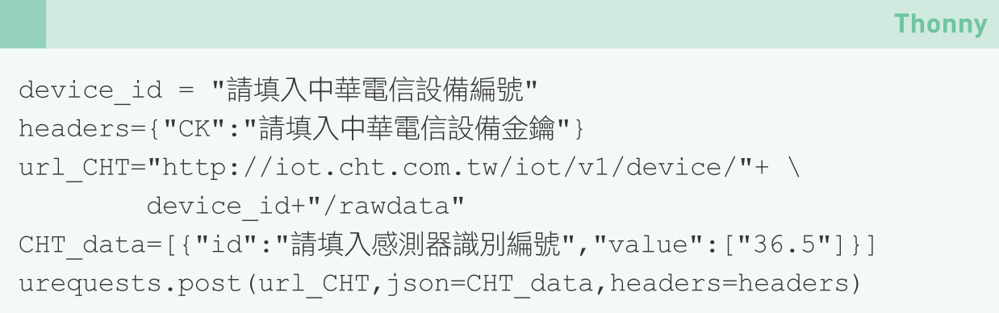 Thonny
device_id = "請填入中華電信設備編號"
headers={"CK":"請填入中華電信設備金鑰"}
url_CHT="http://iot.cht.com.tw/iot/v1/device/"+ \
device_id+"/rawdata"
CHT_data=[{"id":"請填入感測器識別編號","value":["36.5"]}]
urequests.post(url_CHT,json=CHT_data,headers=headers)